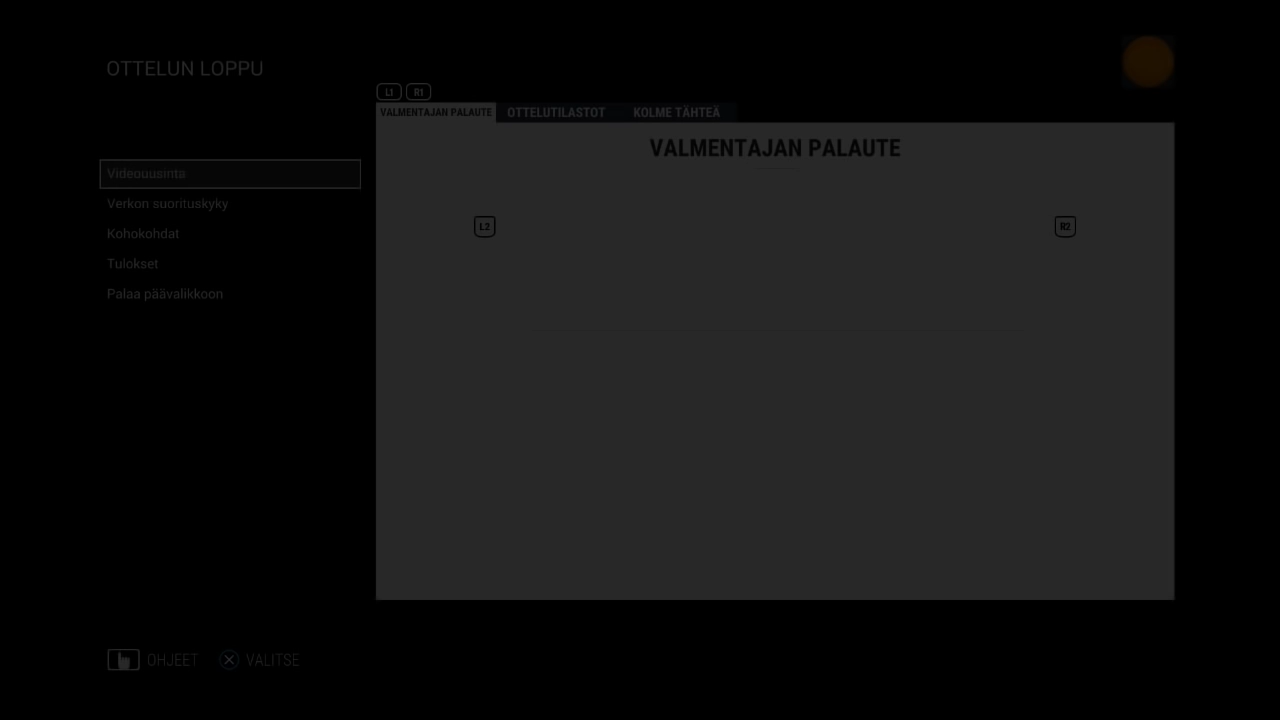 OTTELUN LOPPU
L1 R1
VALMENTAJAN PALAUTE OTTELUTILASTOT KOLME TÄHTEÄ
VALMENTAJAN PALAUTE
Videouusinta
Verkon suorituskyky
Kohokohdat
Tulokset
Palaa päävalikkoon
L2 R2
OHJEET VALITSE